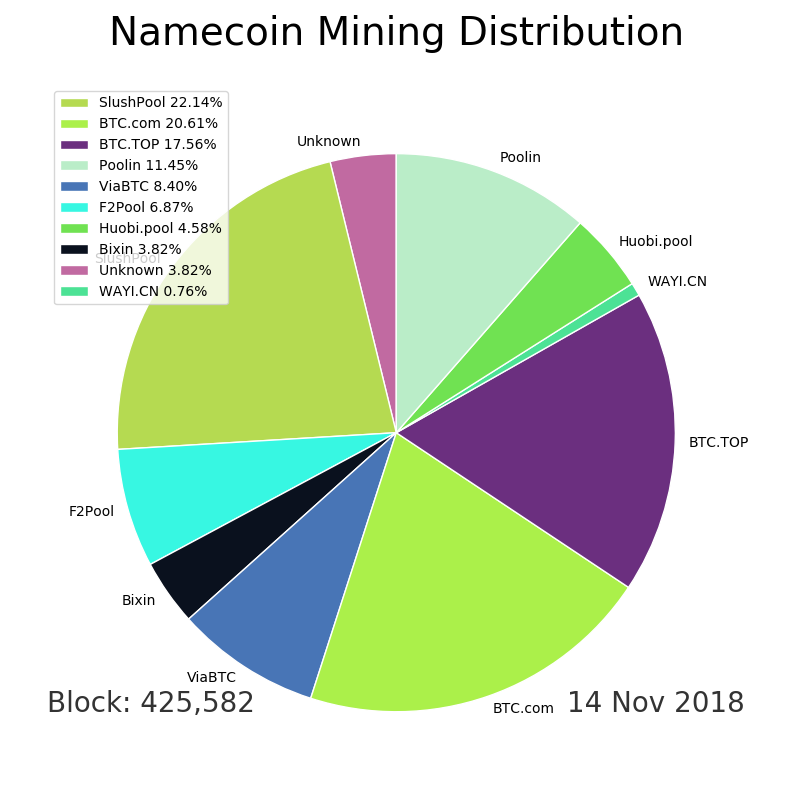 Namecoin Mining Distribution
SlushPool 22.14%
BTC.com 20.61%
BTC.TOP 17.56%
Poolin 11.45%
ViaBTC 8.40%
F2Pool 6.87%
Huobi.pool 4.58%
Bixin 3.82%
Unknown 3.82%
WAYI.CN 0.76%
Unknown
Poolin
Huobi.pool
SlushPool
WAYI.CN
BTC.TOP
F2Pool
Bixin
ViaBTC
BTC.com
Block: 425,582
14 Nov 2018